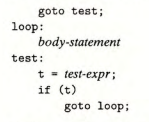 goto test;
loop:
body-statement
test:
t = test-expr;
if (t)
goto loop;